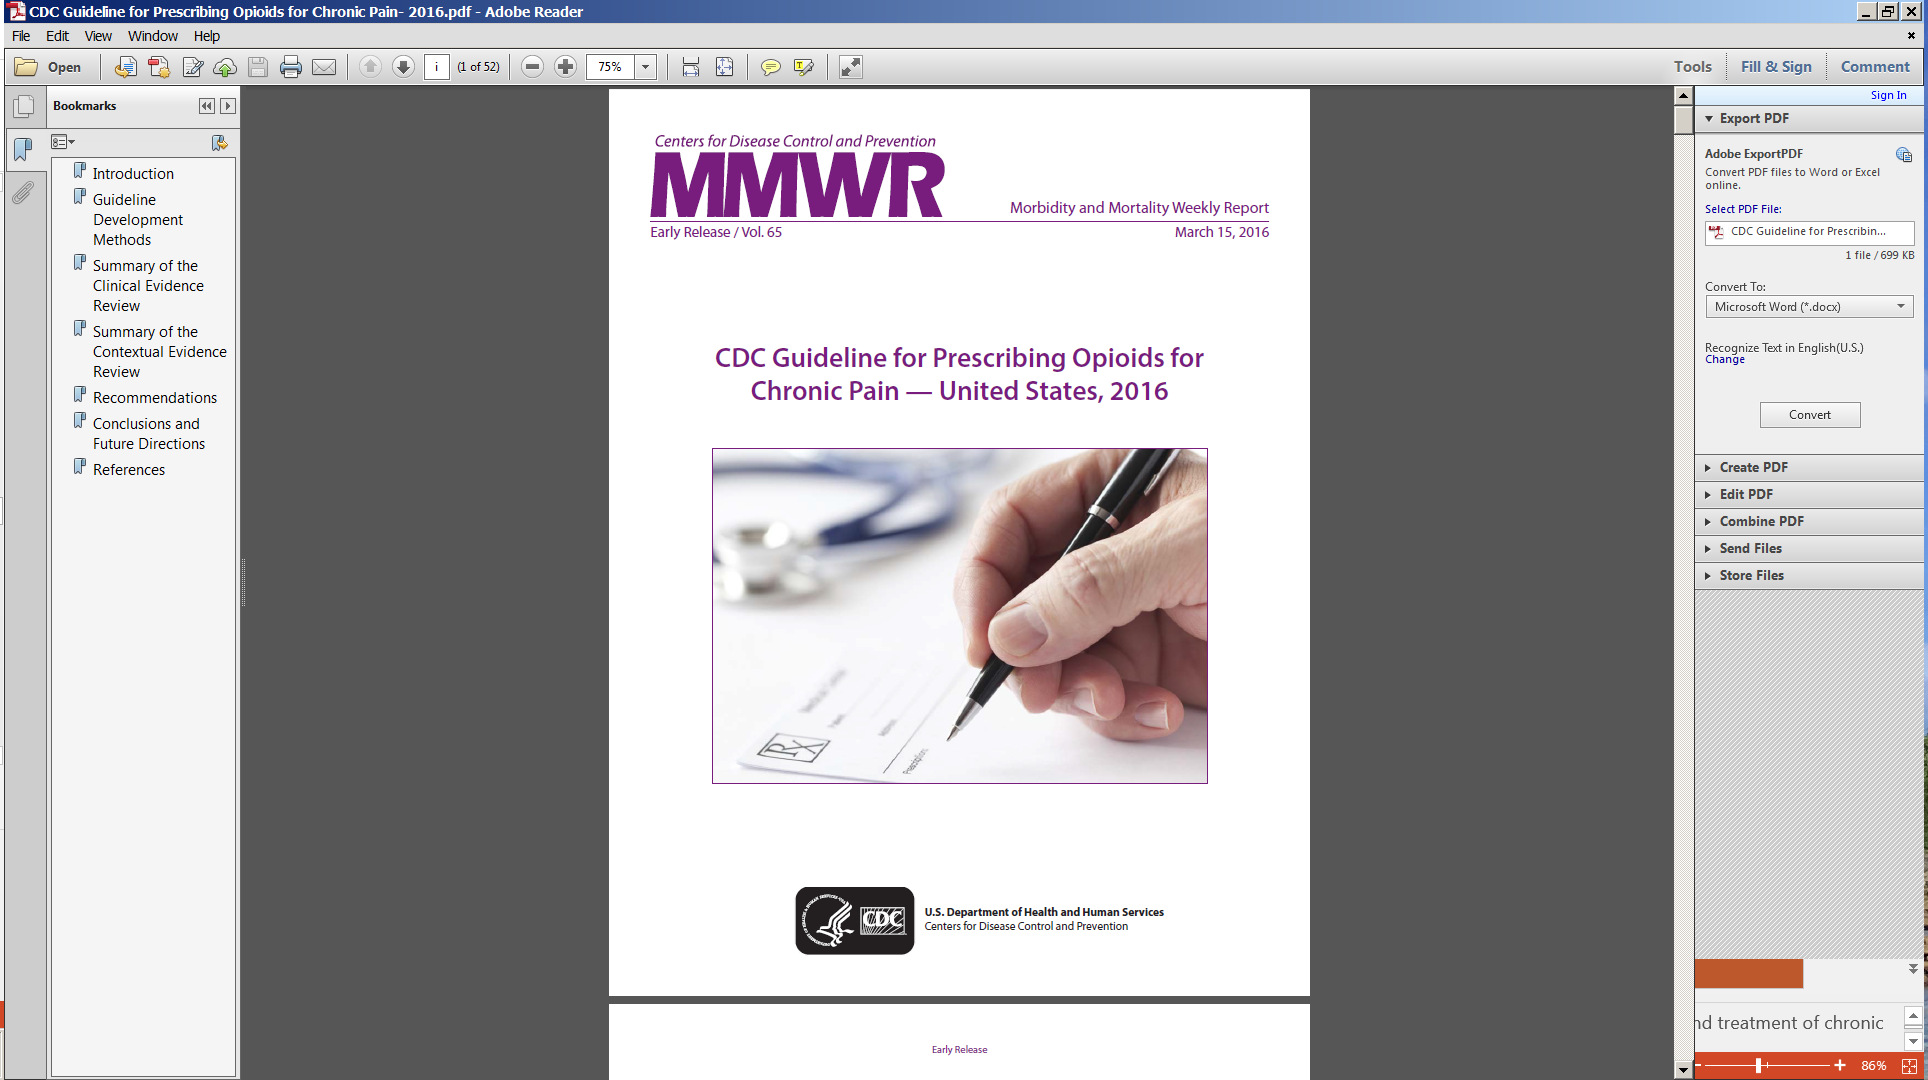 CDC Guideline for Prescribing Opioids for Chronic Pain- 2016.pdf - Adobe Reader
File Edit View Window Help
Open
i
(1 of 52)
75%
Tools
Fill & Sign
Comment
Bookmarks
Introduction
Guideline
Development
Methods
Summary of the
Clinical Evidence
Review
Summary of the
Contextual Evidence
Review
Recommendations
Conclusions and
Future Directions
References
Centers for Disease Control and Prevention
MMWR
Morbidity and Mortality Weekly Report
Early Release / Vol. 65
March 15, 2016
CDC Guideline for Prescribing Opioids for
Chronic Pain — United States, 2016
Rx
Prescription:
CDC
U.S. Department of Health and Human Services
Centers for Disease Control and Prevention
Early Release
Sign In
Export PDF
Adobe ExportPDF
Convert PDF files to Word or Excel
online.
Select PDF File:
CDC Guideline for Prescribin...
1 file / 699 KB
Convert To:
Microsoft Word (*.docx)
Recognize Text in English(U.S.)
Change
Convert
Create PDF
Edit PDF
Combine PDF
Send Files
Store Files
nd treatment of chronic
86%